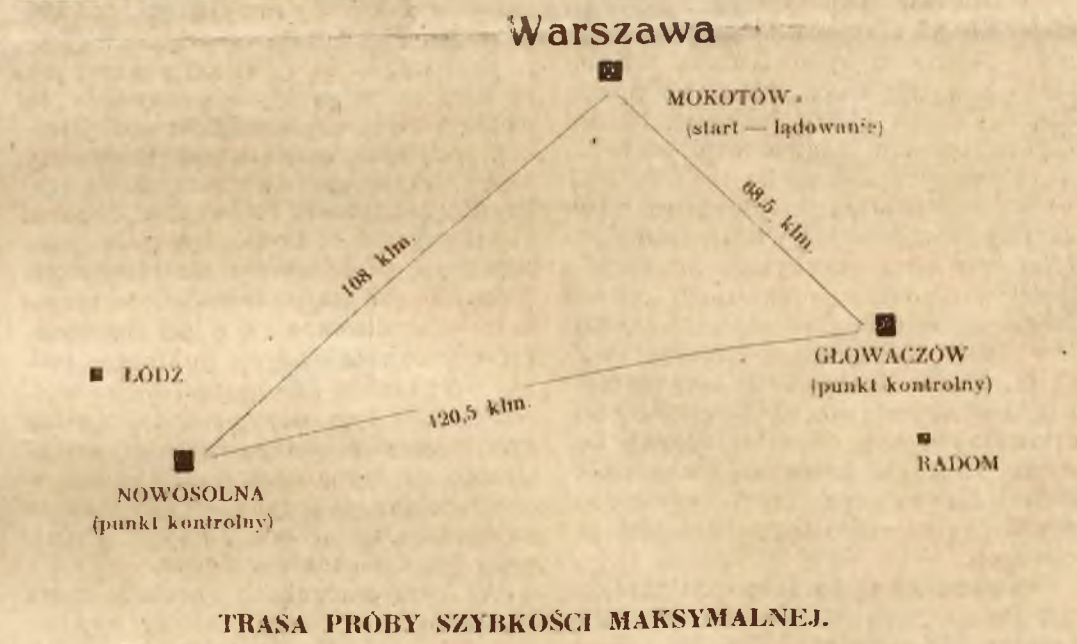 Warszawa
MOKOTÓW
(start — lądowanie)
68,5 klm.
108 klm.
GŁOWACZÓW
(punkt kontrolny)
ŁÓDŹ
120,5 klm.
RADOM
NOWOSOLNA
(punkt kontrolny)
TRASA PRÓBY SZYBKOŚCI MAKSYMALNEJ.